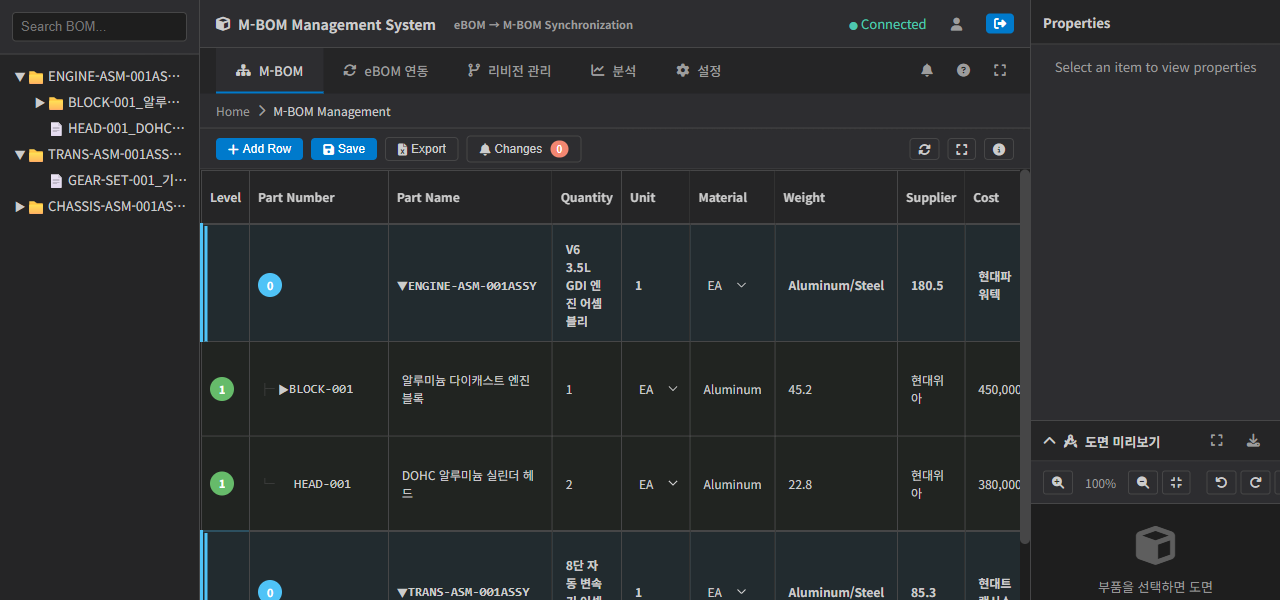 Search BOM...
ENGINE-ASM-001AS...
BLOCK-001_알루...
HEAD-001_DOHC...
TRANS-ASM-001ASS...
GEAR-SET-001_기...
CHASSIS-ASM-001AS...
M-BOM Management System eBOM → M-BOM Synchronization
Connected
M-BOM eBOM 연동 리비전 관리 분석 설정
Home > M-BOM Management
+ Add Row Save Export Changes 0
Level Part Number Part Name Quantity Unit Material Weight Supplier Cost
0 ▼ENGINE-ASM-001ASSY V6 3.5L GDI 엔진 어셈블리 1 EA Aluminum/Steel 180.5 현대파워텍
1 ▶BLOCK-001 알루미늄 다이캐스트 엔진 블록 1 EA Aluminum 45.2 현대위아 450,000
1 HEAD-001 DOHC 알루미늄 실린더 헤드 2 EA Aluminum 22.8 현대위아 380,000
0 ▼TRANS-ASM-001ASSY 8단 자동 변속 1 EA Aluminum/Steel 85.3 현대트
Properties
Select an item to view properties
도면 미리보기
100%
부품을 선택하면 도면